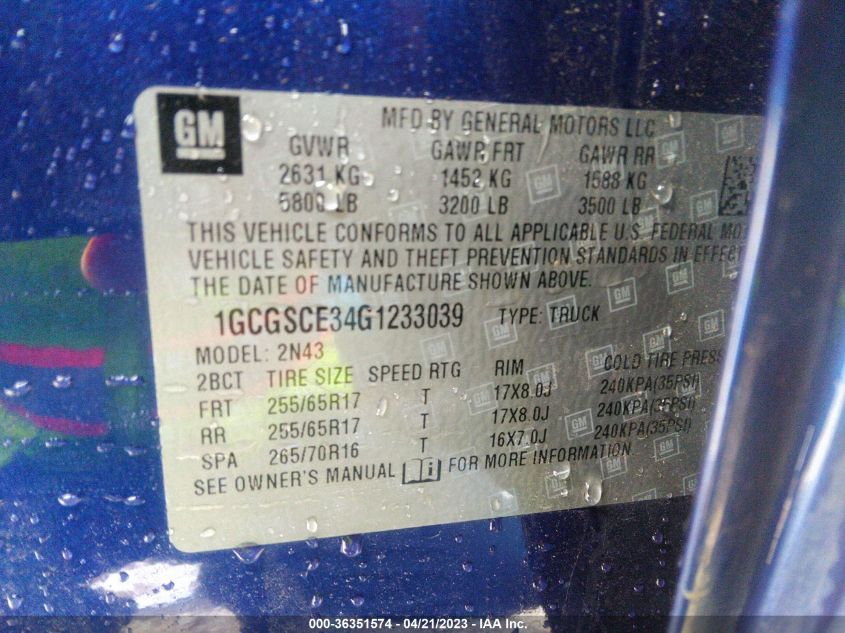 GM
MFD BY GENERAL MOTORS LLC
GVWR GAWR FRT GAWR RR
2631 KG 1452 KG 1588 KG
5800 LB 3200 LB 3500 LB
THIS VEHICLE CONFORMS TO ALL APPLICABLE U.S. FEDERAL MOT
VEHICLE SAFETY AND THEFT PREVENTION STANDARDS IN EFFECT
THE DATE OF MANUFACTURE SHOWN ABOVE.
1GCGSCE34G1233039 TYPE: TRUCK
MODEL: 2N43
2BCT TIRE SIZE SPEED RTG RIM COLD TIRE PRESS
FRT 255/65R17 T 17X8.0J 240KPA(35PSI)
RR 255/65R17 T 17X8.0J 240KPA(35PSI)
SPA 265/70R16 T 16X7.0J 240KPA(35PSI)
SEE OWNER'S MANUAL FOR MORE INFORMATION
000-36351574 - 04/21/2023 - IAA Inc.